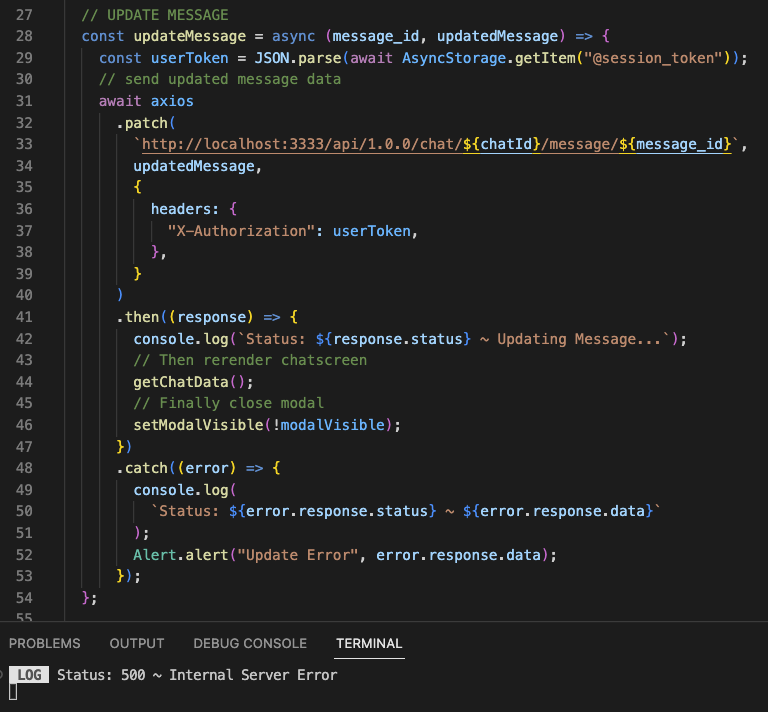 27 // UPDATE MESSAGE
28 const updateMessage = async (message_id, updatedMessage) => {
29   const userToken = JSON.parse(await AsyncStorage.getItem("@session_token"));
30   // send updated message data
31   await axios
32     .patch(
33       `http://localhost:3333/api/1.0.0/chat/${chatId}/message/${message_id}`,
34       updatedMessage,
35       {
36         headers: {
37           "X-Authorization": userToken,
38         },
39       }
40     )
41     .then((response) => {
42       console.log(`Status: ${response.status} ~ Updating Message...`);
43       // Then rerender chatscreen
44       getChatData();
45       // Finally close modal
46       setModalVisible(!modalVisible);
47     })
48     .catch((error) => {
49       console.log(
50         `Status: ${error.response.status} ~ ${error.response.data}`
51       );
52       Alert.alert("Update Error", error.response.data);
53     });
54 };
55
PROBLEMS OUTPUT DEBUG CONSOLE TERMINAL
LOG Status: 500 ~ Internal Server Error